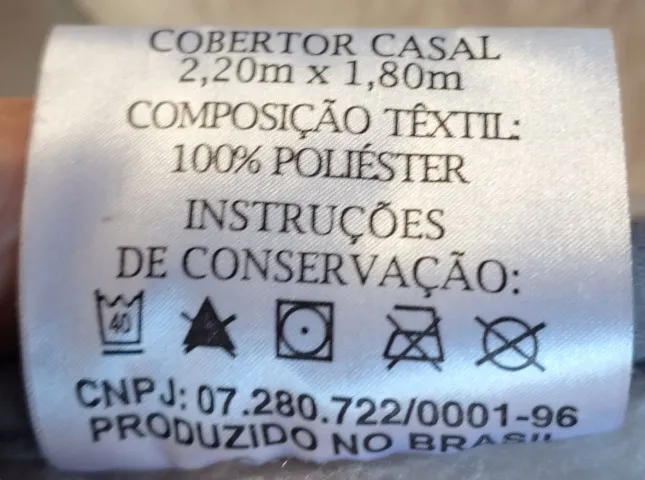 COBERTOR CASAL
2,20m x 1,80m
COMPOSIÇÃO TÊXTIL:
100% POLIÉSTER
INSTRUÇÕES
DE CONSERVAÇÃO:
40
CNPJ: 07.280.722/0001-96
PRODUZIDO NO BRASIL